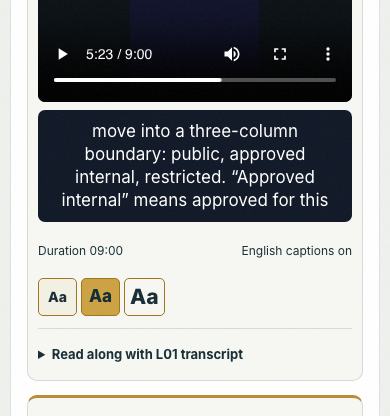 5:23 / 9:00
move into a three-column
boundary: public, approved
internal, restricted. “Approved
internal” means approved for this
Duration 09:00 English captions on
Aa Aa Aa
Read along with L01 transcript